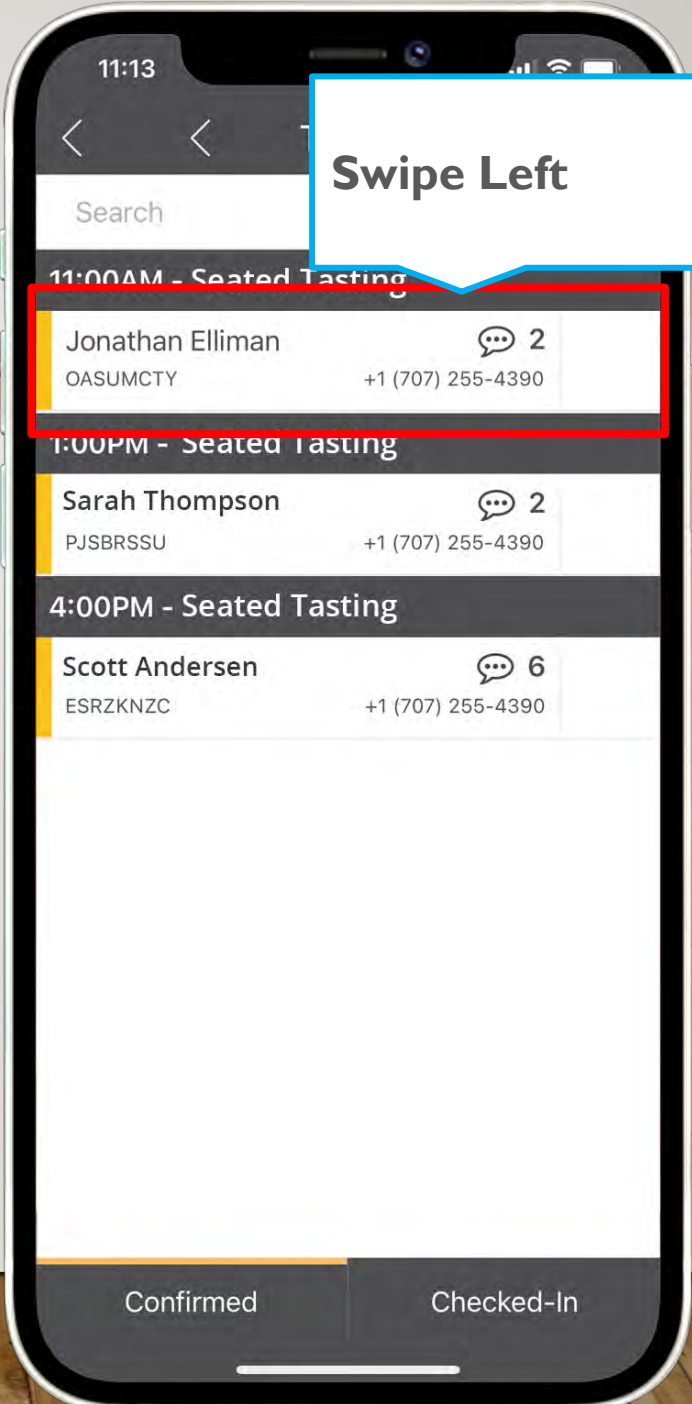 11:13
Swipe Left
Search
11:00AM - Seated Tasting
Jonathan Elliman 2
OASUMCTY +1 (707) 255-4390
1:00PM - Seated Tasting
Sarah Thompson 2
PJSBRSSU +1 (707) 255-4390
4:00PM - Seated Tasting
Scott Andersen 6
ESRZKNZC +1 (707) 255-4390
Confirmed Checked-In